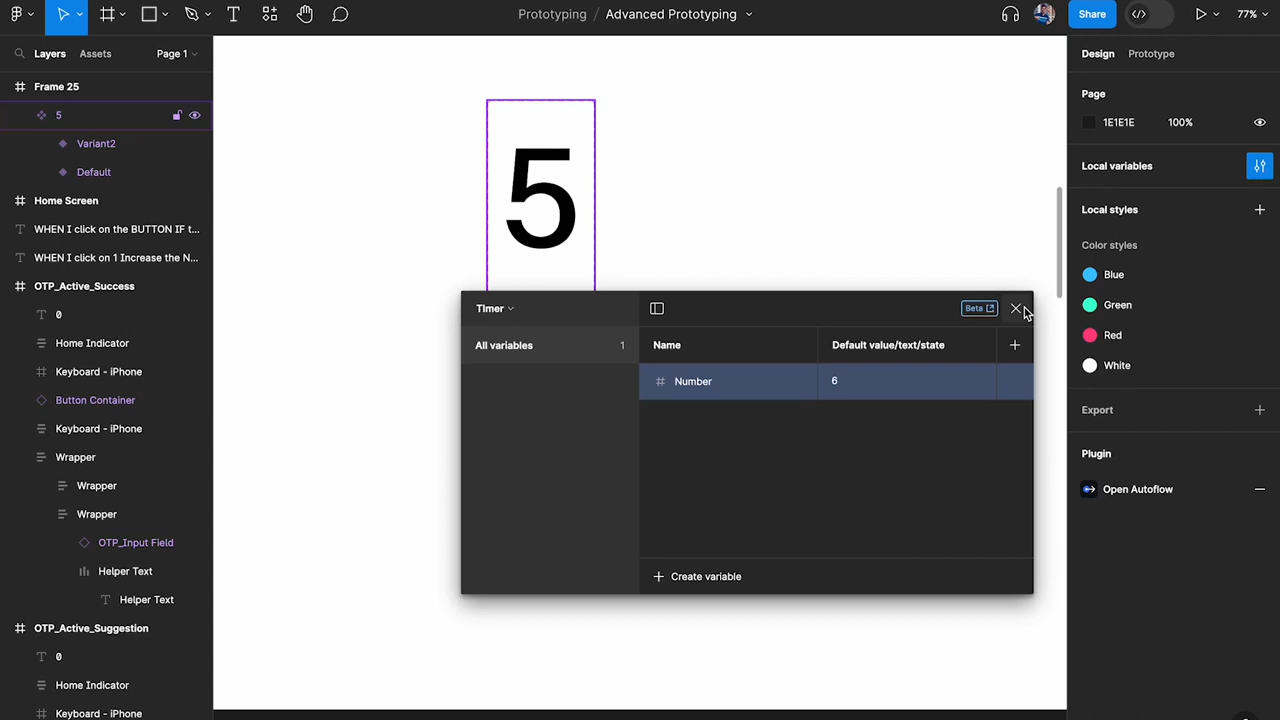 Prototyping / Advanced Prototyping
Share
77%
Layers Assets Page 1
Frame 25
5
Variant2
Default
Home Screen
WHEN I click on the BUTTON IF t...
WHEN I click on 1 Increase the N...
OTP_Active_Success
0
Home Indicator
Keyboard - iPhone
Button Container
Keyboard - iPhone
Wrapper
Wrapper
Wrapper
OTP_Input Field
Helper Text
Helper Text
OTP_Active_Suggestion
0
Home Indicator
Keyboard - iPhone
5
TImer
Beta
All variables 1
Name Default value/text/state
Number 6
Create variable
Design Prototype
Page
1E1E1E 100%
Local variables
Local styles
Color styles
Blue
Green
Red
White
Export
Plugin
Open Autoflow